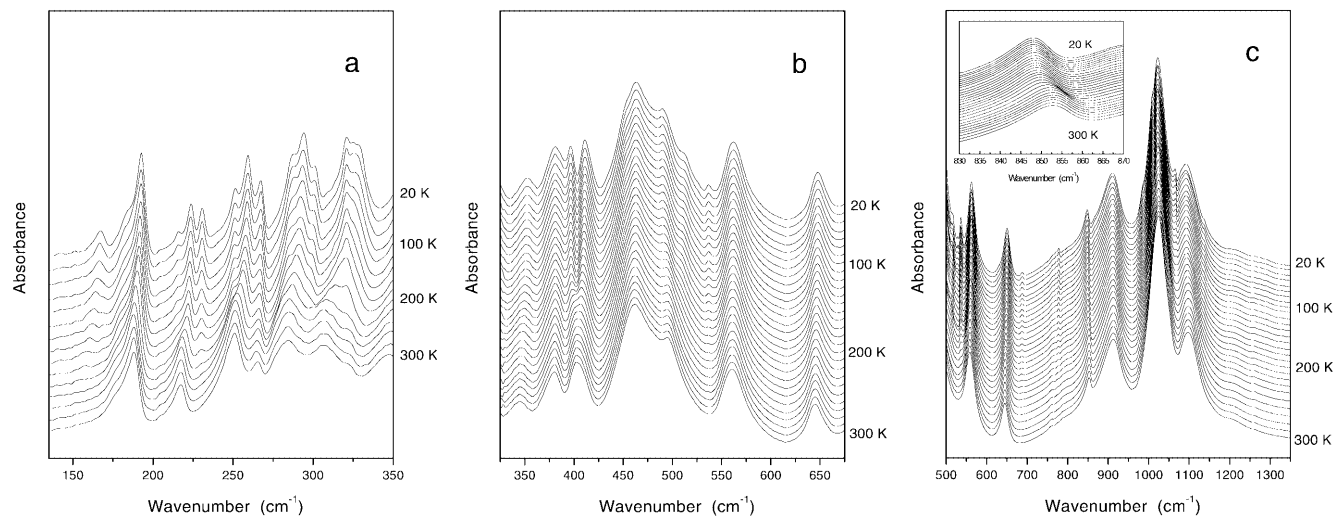 a
Absorbance
20 K
100 K
200 K
300 K
150 200 250 300 350
Wavenumber (cm-1)
b
Absorbance
20 K
100 K
200 K
300 K
350 400 450 500 550 600 650
Wavenumber (cm-1)
c
20 K
300 K
830 835 840 845 850 855 860 865 870
Wavenumber (cm-1)
Absorbance
20 K
100 K
200 K
300 K
500 600 700 800 900 1000 1100 1200 1300
Wavenumber (cm-1)